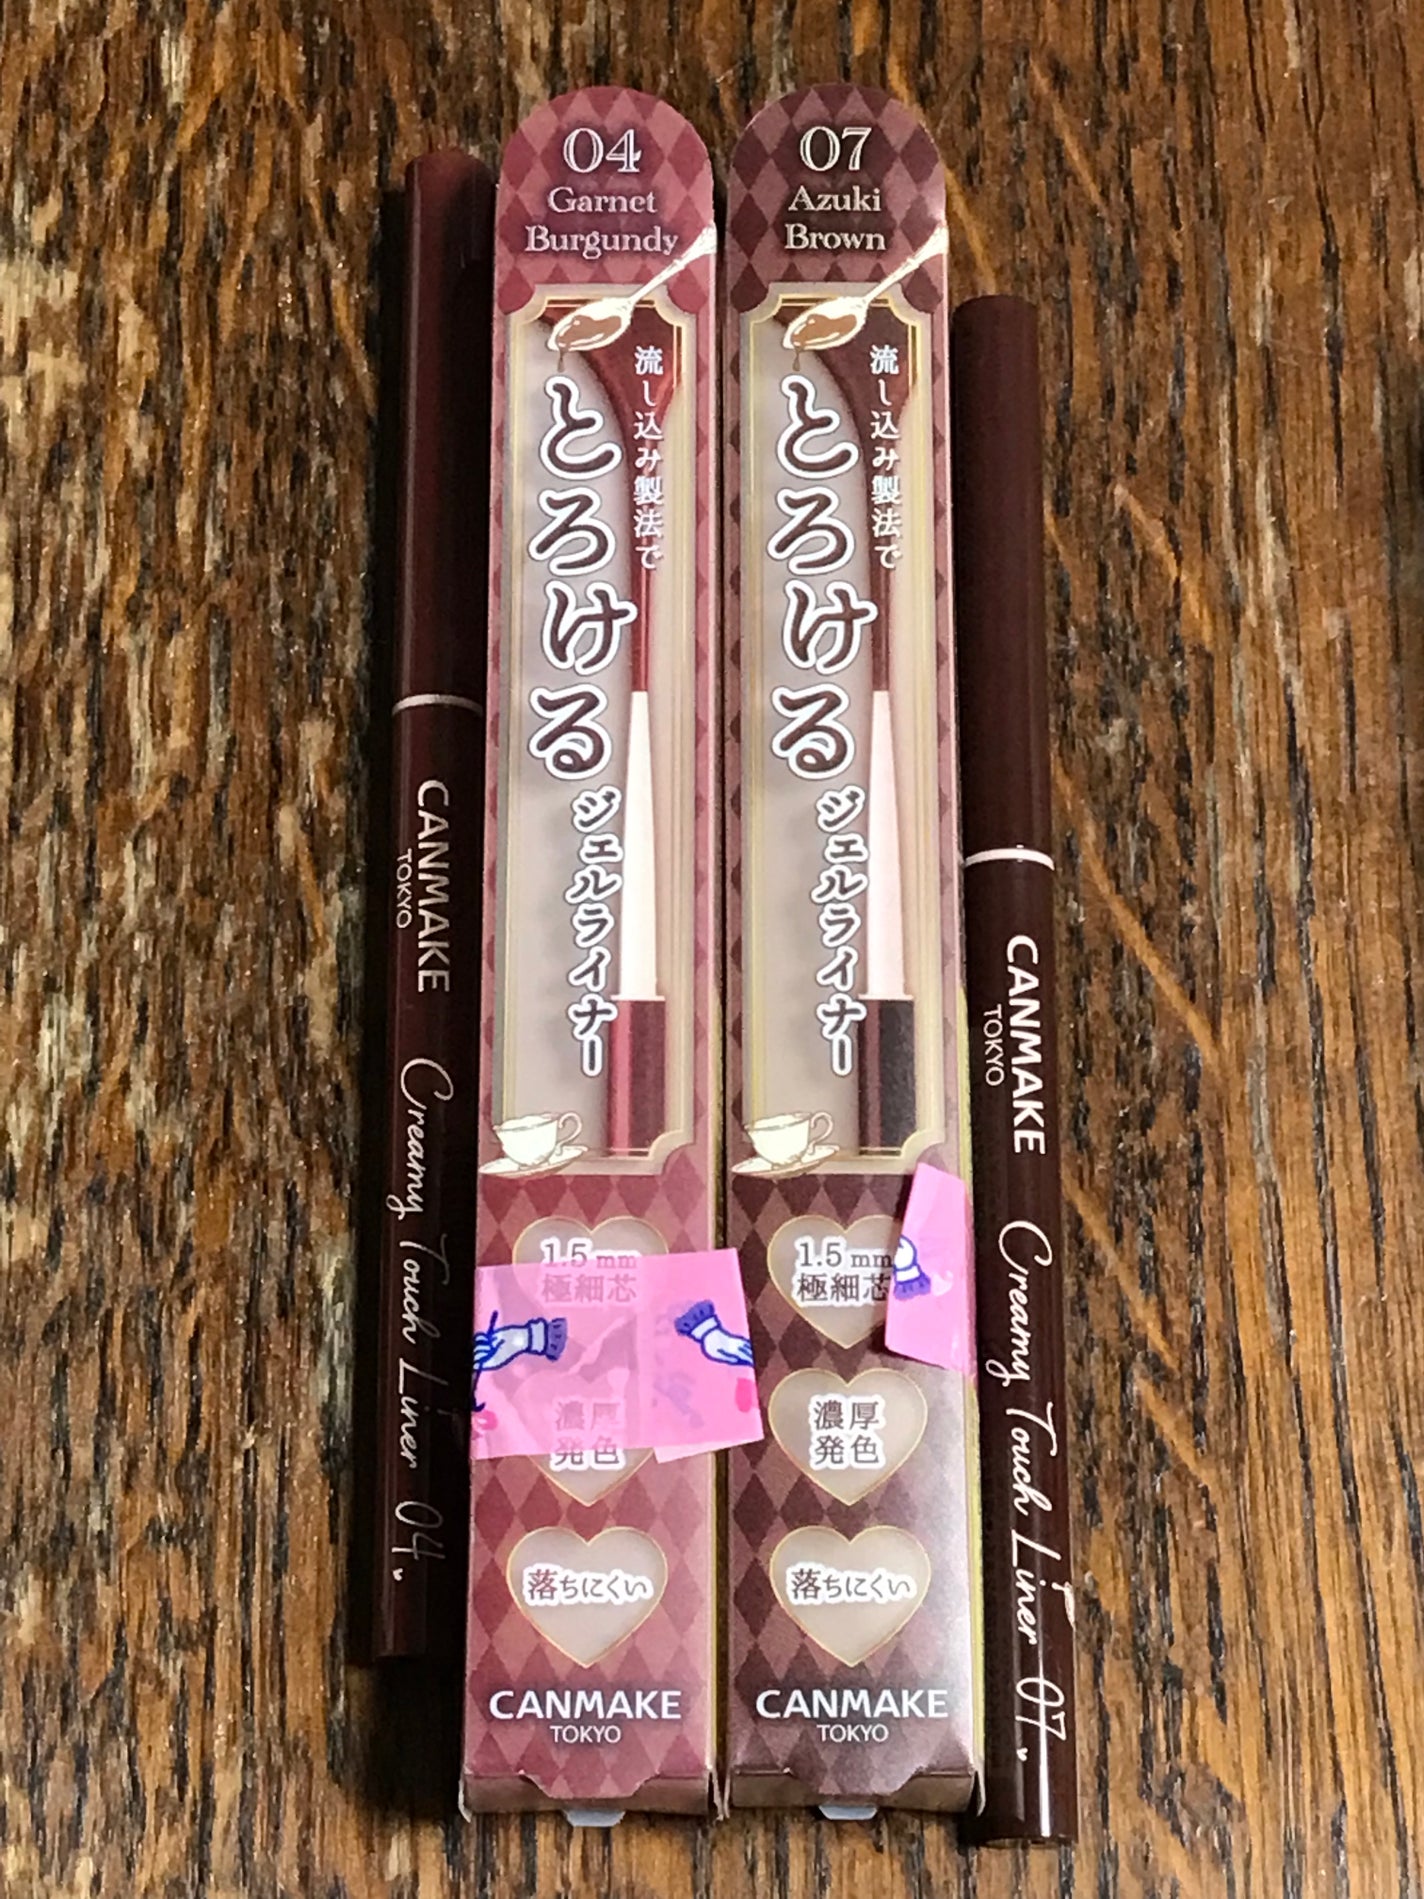 CANMAKE
TOKYO
Creamy Touch Liner 04
04
Garnet
Burgundy
流し込み製法で
とろける
ジェルライナー
1.5 mm
極細芯
濃厚
発色
落ちにくい
CANMAKE
TOKYO
07
Azuki
Brown
流し込み製法で
とろける
ジェルライナー
1.5 mm
極細芯
濃厚
発色
落ちにくい
CANMAKE
TOKYO
CANMAKE
TOKYO
Creamy Touch Liner 07